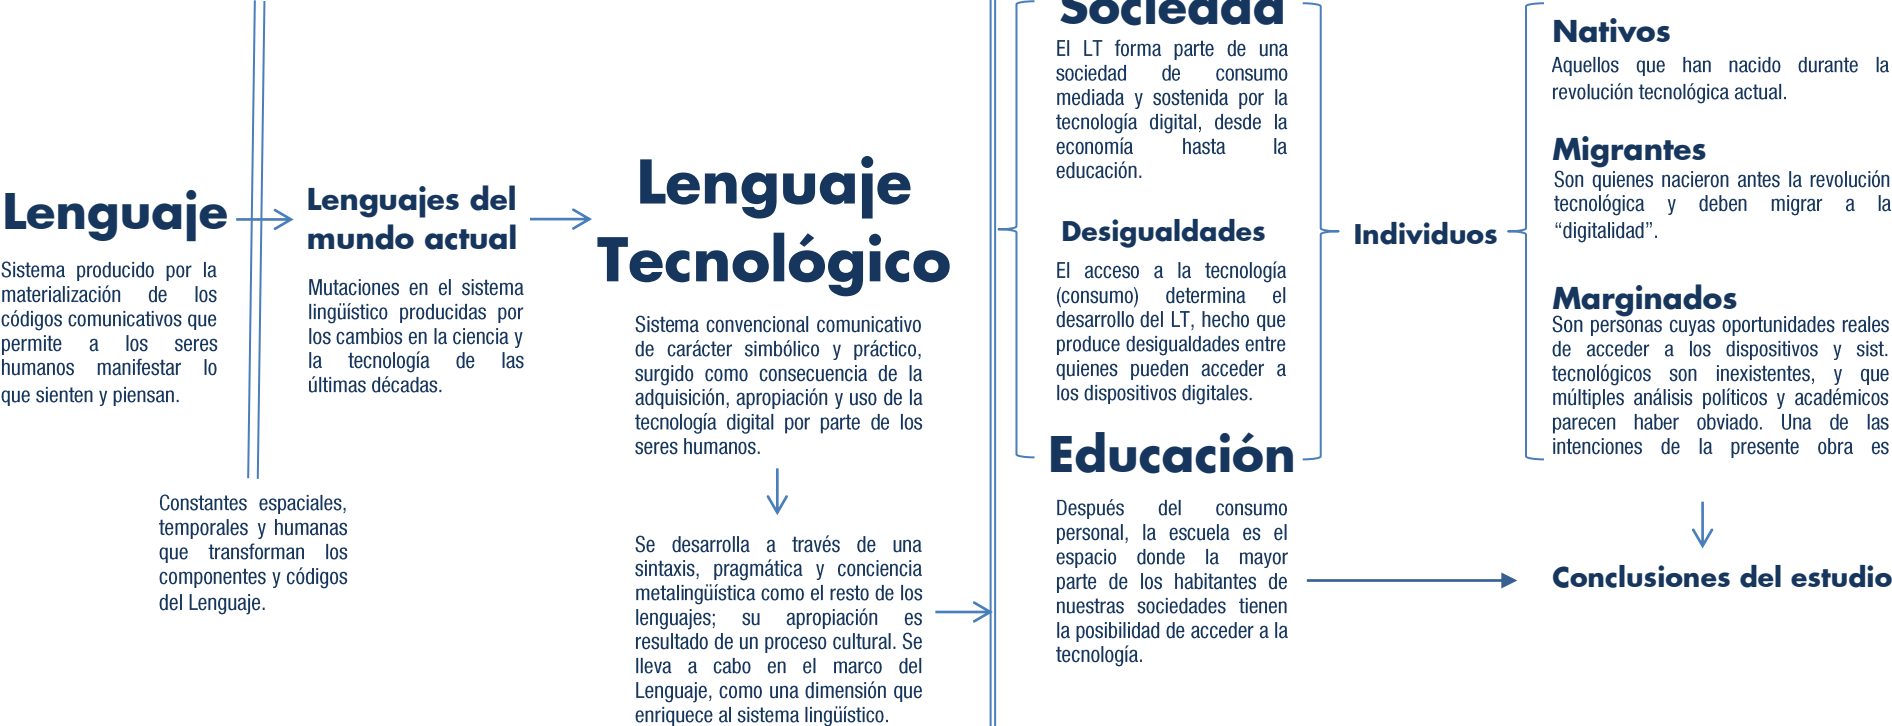 Lenguaje
Sistema producido por la
materialización de los
códigos comunicativos que
permite a los seres
humanos manifestar lo
que sienten y piensan.
Constantes espaciales,
temporales y humanas
que transforman los
componentes y códigos
del Lenguaje.
Lenguajes del
mundo actual
Mutaciones en el sistema
lingüístico producidas por
los cambios en la ciencia y
la tecnología de las
últimas décadas.
Lenguaje
Tecnológico
Sistema convencional comunicativo
de carácter simbólico y práctico,
surgido como consecuencia de la
adquisición, apropiación y uso de la
tecnología digital por parte de los
seres humanos.
Se desarrolla a través de una
sintaxis, pragmática y conciencia
metalingüística como el resto de los
lenguajes; su apropiación es
resultado de un proceso cultural. Se
lleva a cabo en el marco del
Lenguaje, como una dimensión que
enriquece al sistema lingüístico.
Sociedad
El LT forma parte de una
sociedad de consumo
mediada y sostenida por la
tecnología digital, desde la
economía hasta la
educación.
Desigualdades
El acceso a la tecnología
(consumo) determina el
desarrollo del LT, hecho que
produce desigualdades entre
quienes pueden acceder a
los dispositivos digitales.
Educación
Después del consumo
personal, la escuela es el
espacio donde la mayor
parte de los habitantes de
nuestras sociedades tienen
la posibilidad de acceder a la
tecnología.
Individuos
Nativos
Aquellos que han nacido durante la
revolución tecnológica actual.
Migrantes
Son quienes nacieron antes la revolución
tecnológica y deben migrar a la
“digitalidad”.
Marginados
Son personas cuyas oportunidades reales
de acceder a los dispositivos y sist.
tecnológicos son inexistentes, y que
múltiples análisis políticos y académicos
parecen haber obviado. Una de las
intenciones de la presente obra es
Conclusiones del estudio